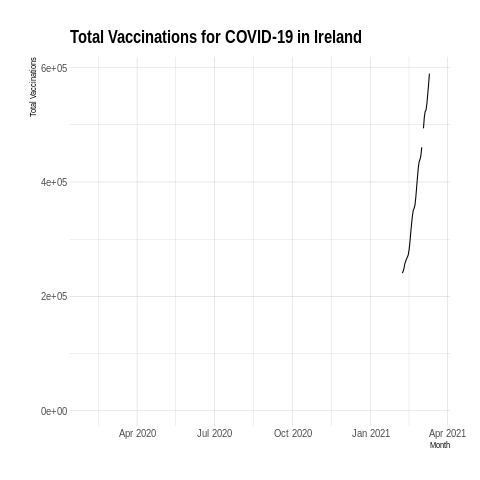 Total Vaccinations for COVID-19 in Ireland
Total Vaccinations
6e+05
4e+05
2e+05
0e+00
Apr 2020 Jul 2020 Oct 2020 Jan 2021 Apr 2021
Month